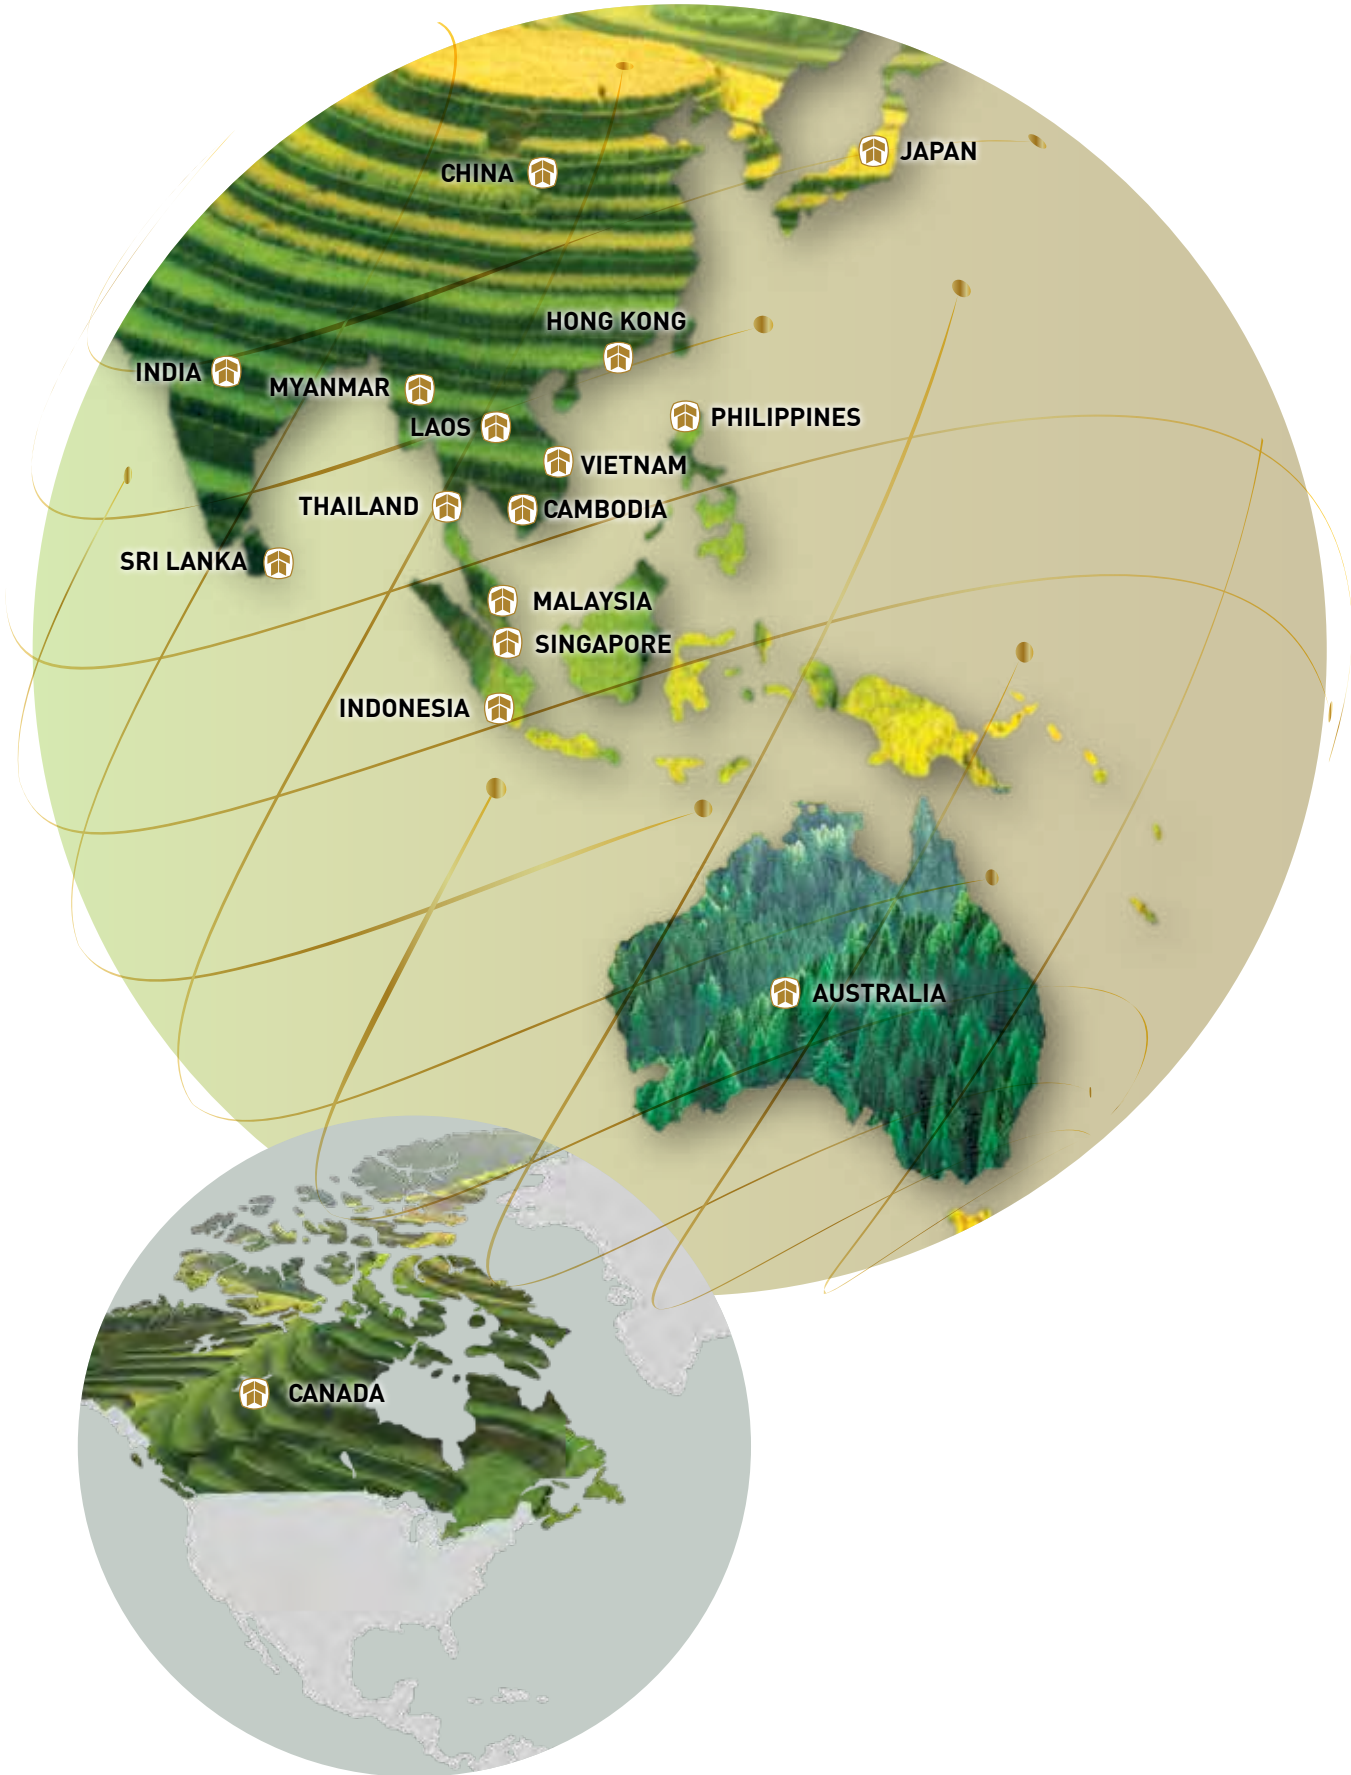 JAPAN
CHINA
HONG KONG
INDIA
MYANMAR
PHILIPPINES
LAOS
VIETNAM
THAILAND
CAMBODIA
SRI LANKA
MALAYSIA
SINGAPORE
INDONESIA
AUSTRALIA
CANADA